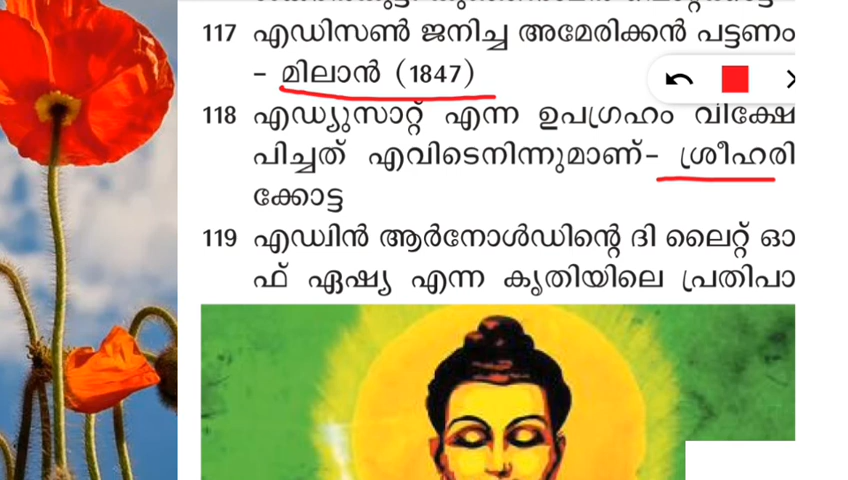 117 എഡിസൺ ജനിച്ച അമേരിക്കൻ പട്ടണം
– മിലാൻ (1847)
118 എഡ്യുസാറ്റ് എന്ന ഉപഗ്രഹം വിക്ഷേ
പിച്ചത് എവിടെനിന്നുമാണ്– ശ്രീഹരി
ക്കോട്ട
119 എഡ്വിൻ ആർനോൾഡിന്റെ ദി ലൈറ്റ് ഓ
ഫ് ഏഷ്യ എന്ന കൃതിയിലെ പ്രതിപാ